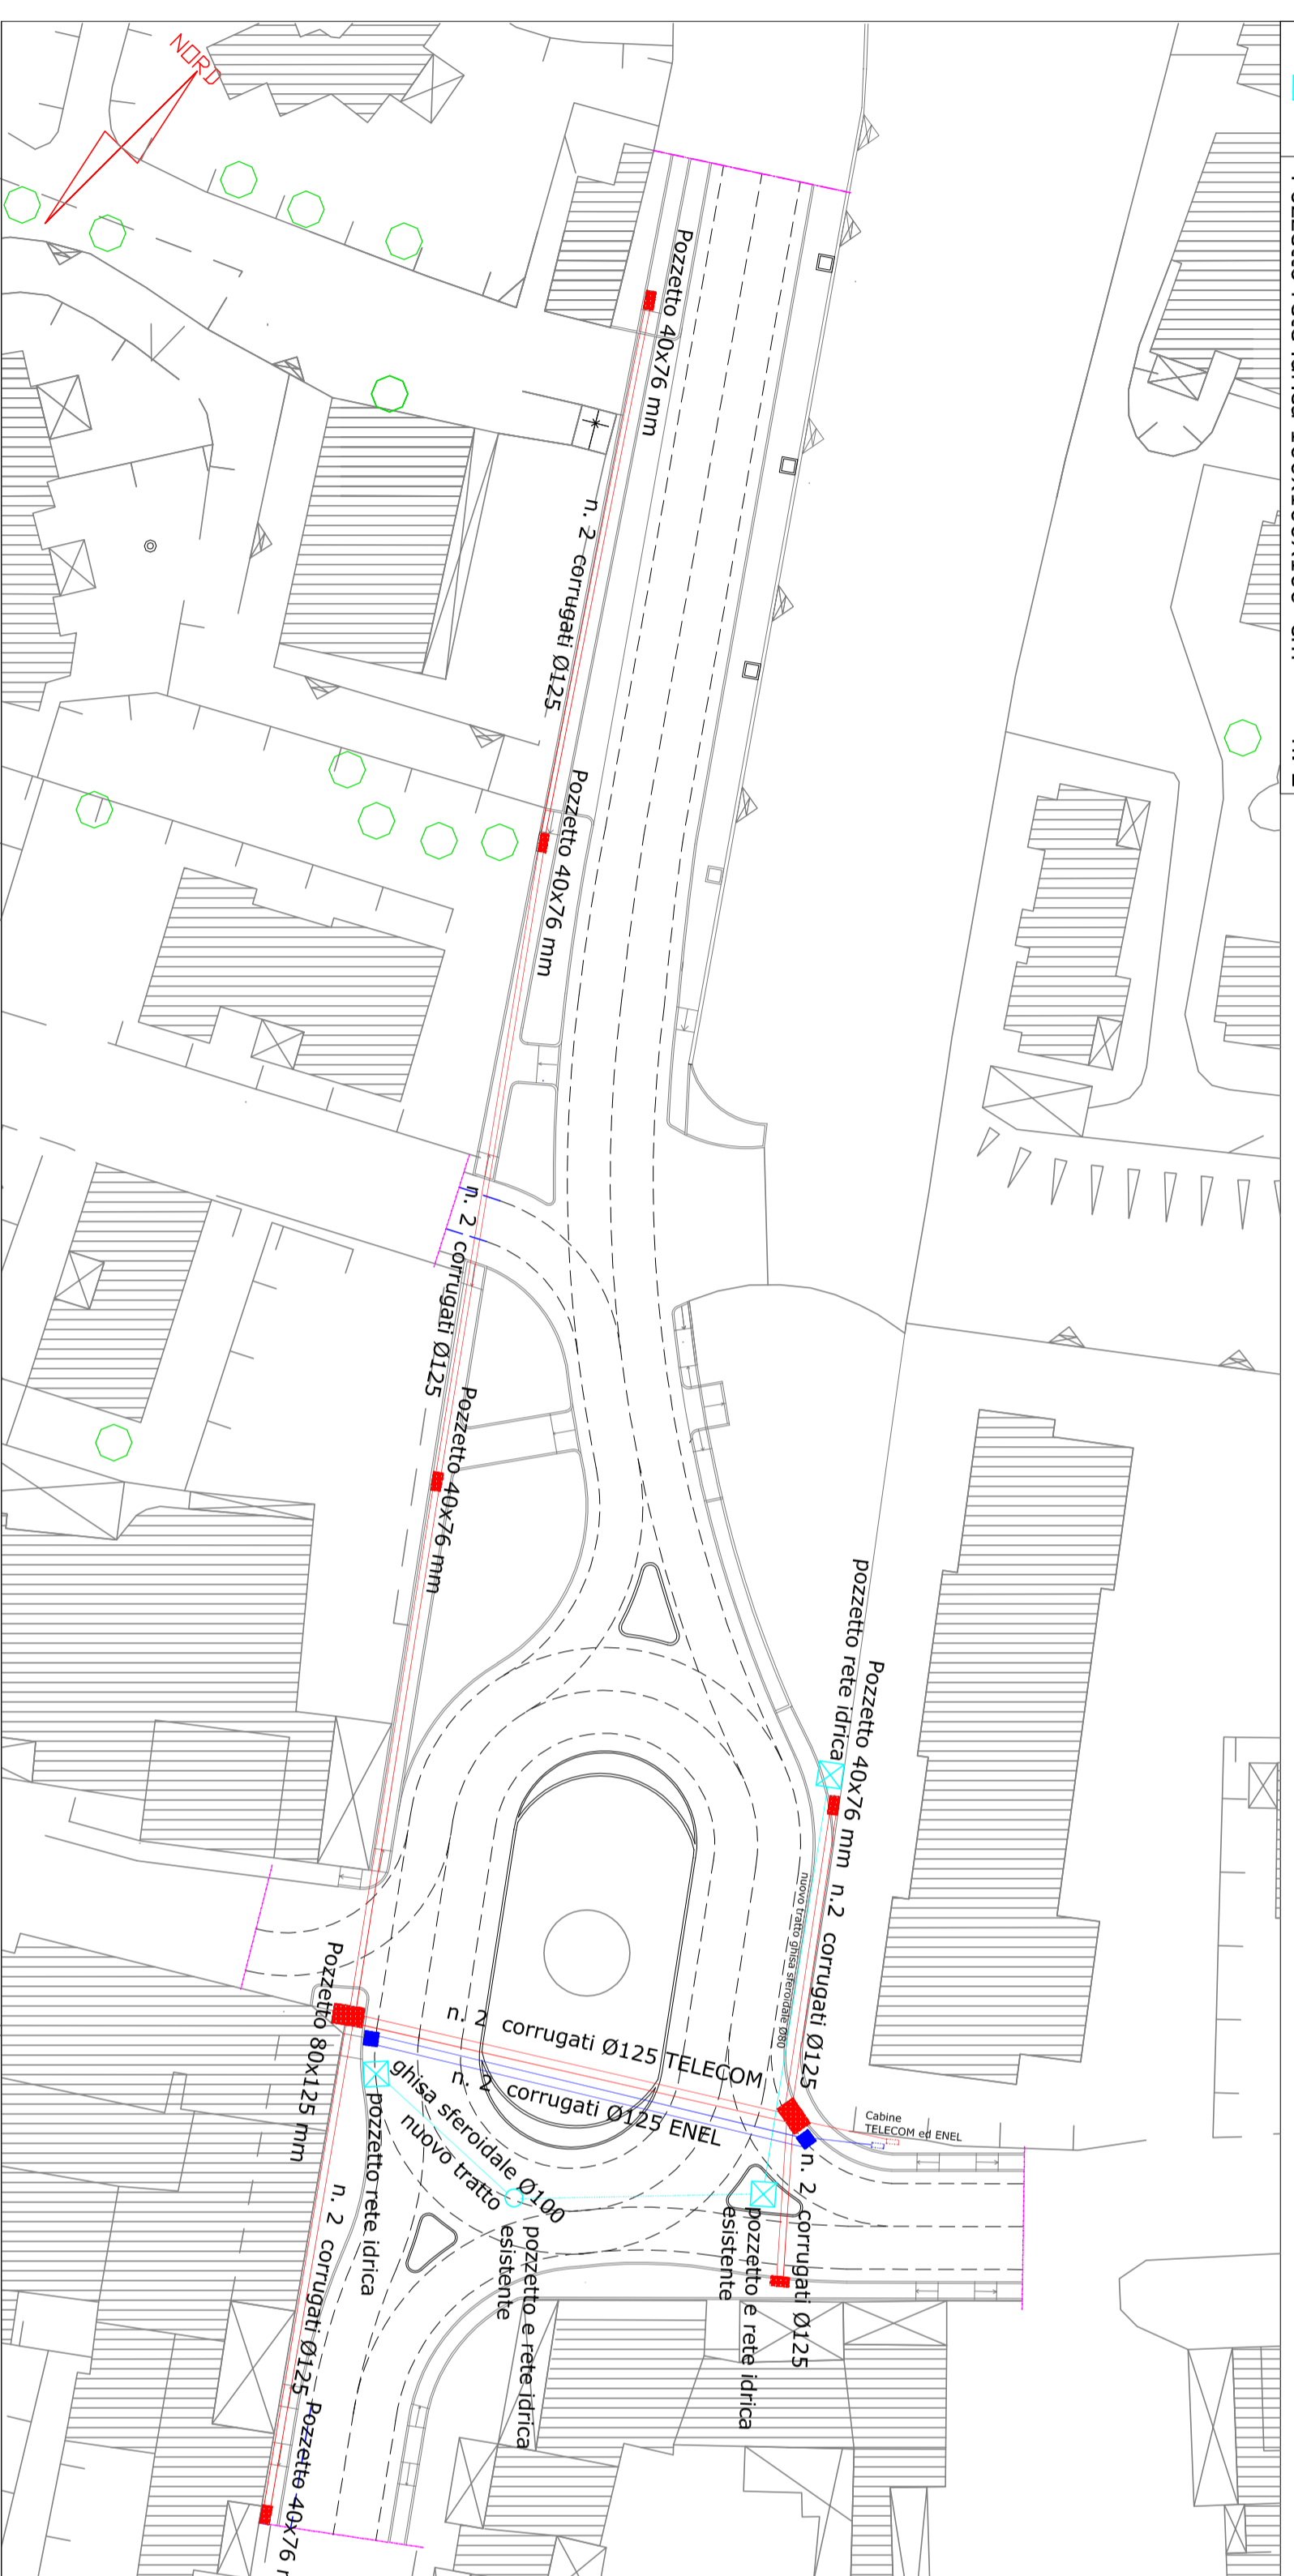 NORD
Pozzetto 40x76 mm
n. 2 corrugati Ø125
Pozzetto 40x76 mm
n. 2 corrugati Ø125
Pozzetto 40x76 mm
pozzetto rete idrica
Pozzetto 40x76 mm
n.2 corrugati Ø125
nuovo tratto ghisa sferoidale Ø80
Pozzetto 80x125 mm
n. 2 corrugati Ø125 TELECOM
n. 2 corrugati Ø125 ENEL
Cabine
TELECOM ed ENEL
ghisa sferoidale Ø100
nuovo tratto
pozzetto rete idrica
n. 2 corrugati Ø125
pozzetto e rete idrica
esistente
pozzetto e rete idrica
esistente
n. 2 corrugati Ø125
Pozzetto 40x76